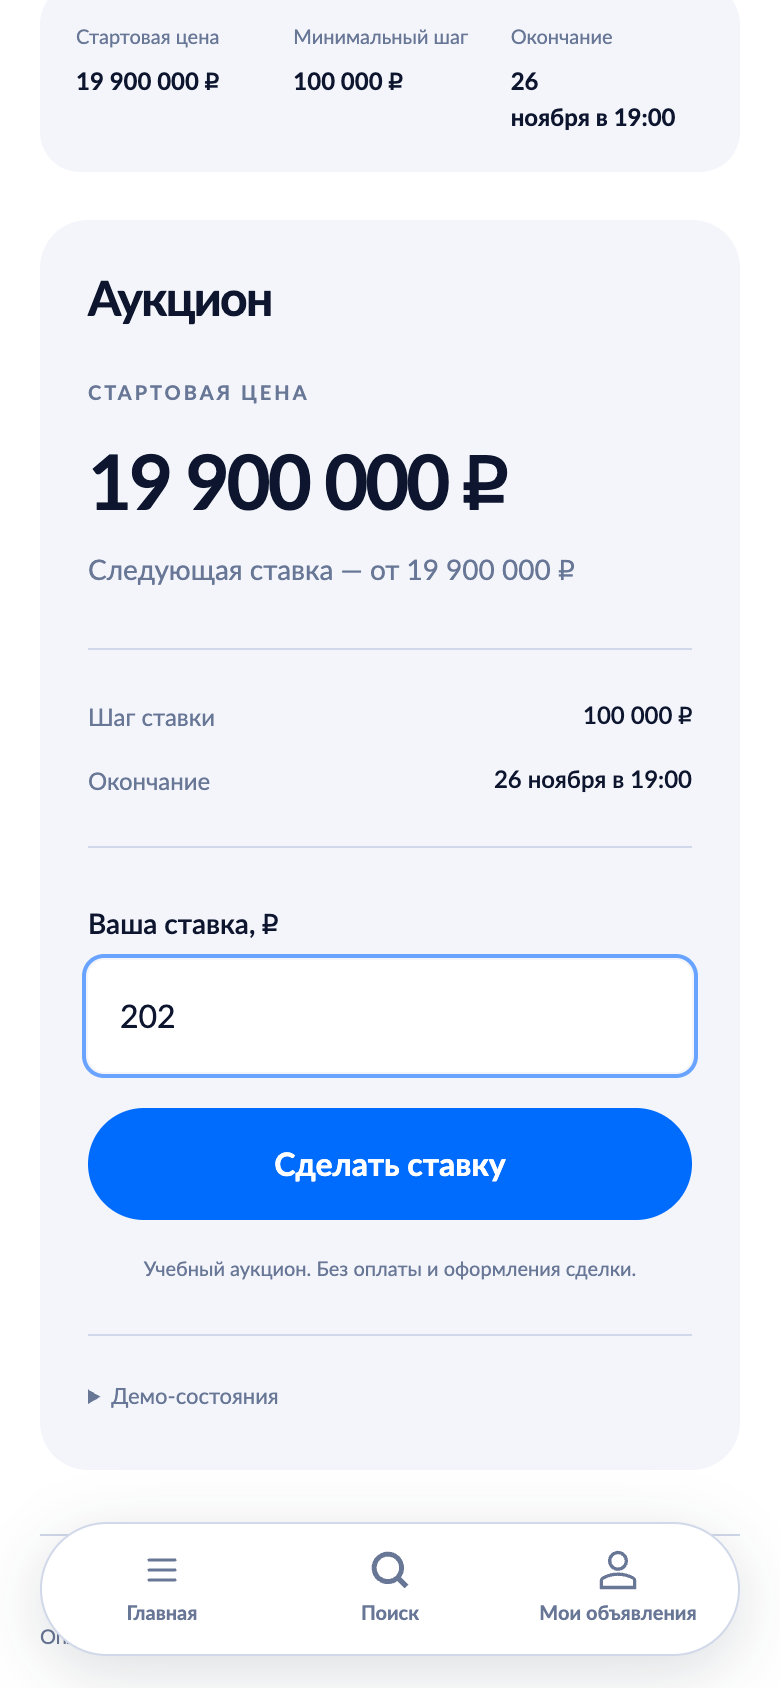 Стартовая цена
Минимальный шаг
Окончание
19 900 000 ₽
100 000 ₽
26
ноября в 19:00
Аукцион
СТАРТОВАЯ ЦЕНА
19 900 000 ₽
Следующая ставка — от 19 900 000 ₽
Шаг ставки
100 000 ₽
Окончание
26 ноября в 19:00
Ваша ставка, ₽
202
Сделать ставку
Учебный аукцион. Без оплаты и оформления сделки.
Демо-состояния
Главная
Поиск
Мои объявления